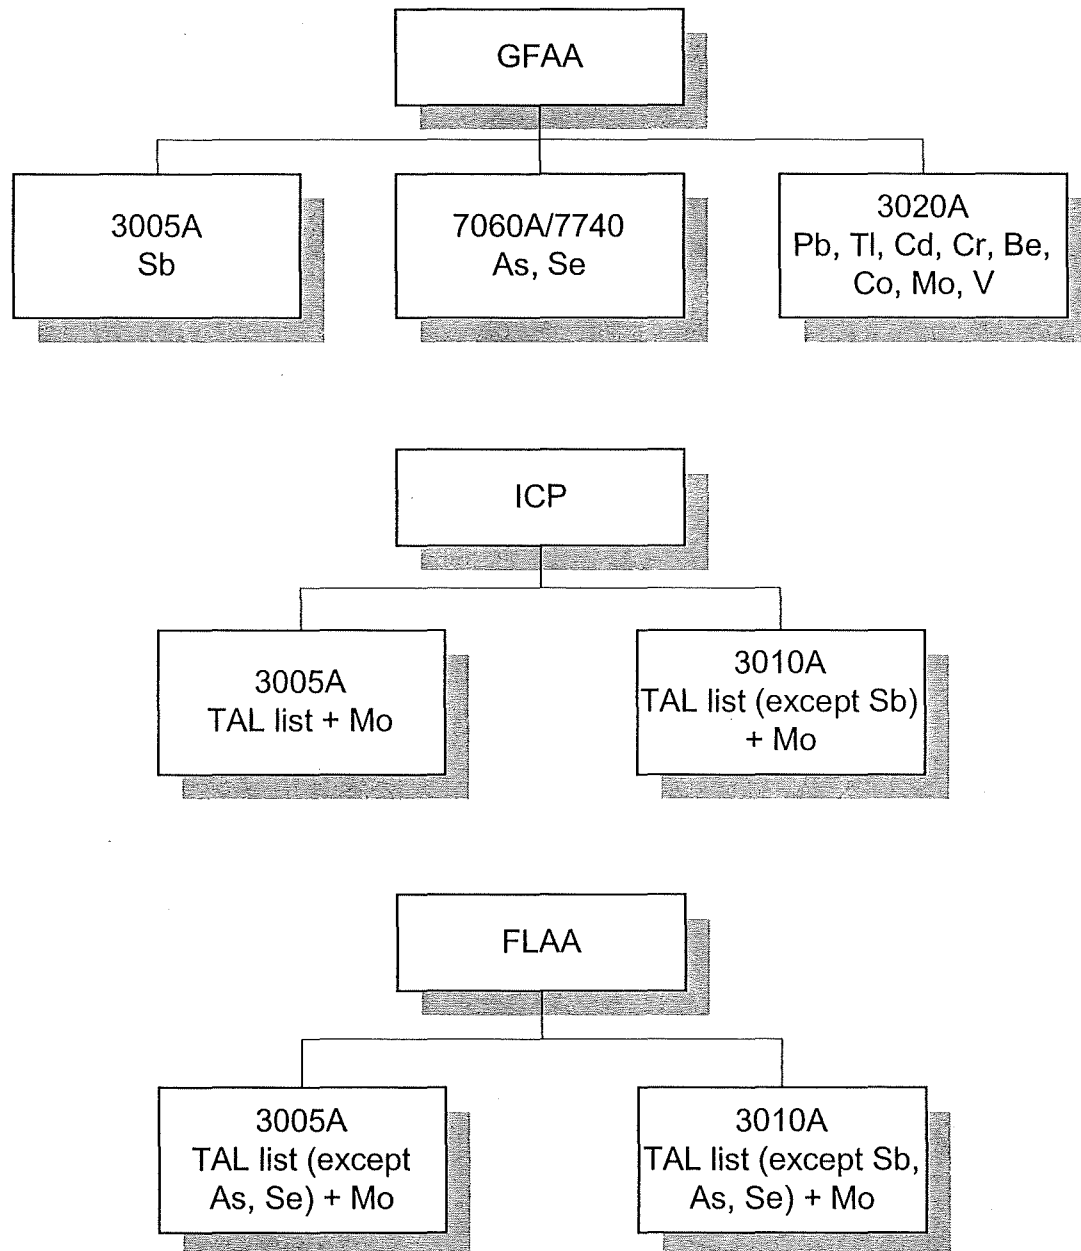 GFAA
3005A
Sb
7060A/7740
As, Se
3020A
Pb, Tl, Cd, Cr, Be,
Co, Mo, V
ICP
3005A
TAL list + Mo
3010A
TAL list (except Sb)
+ Mo
FLAA
3005A
TAL list (except
As, Se) + Mo
3010A
TAL list (except Sb,
As, Se) + Mo